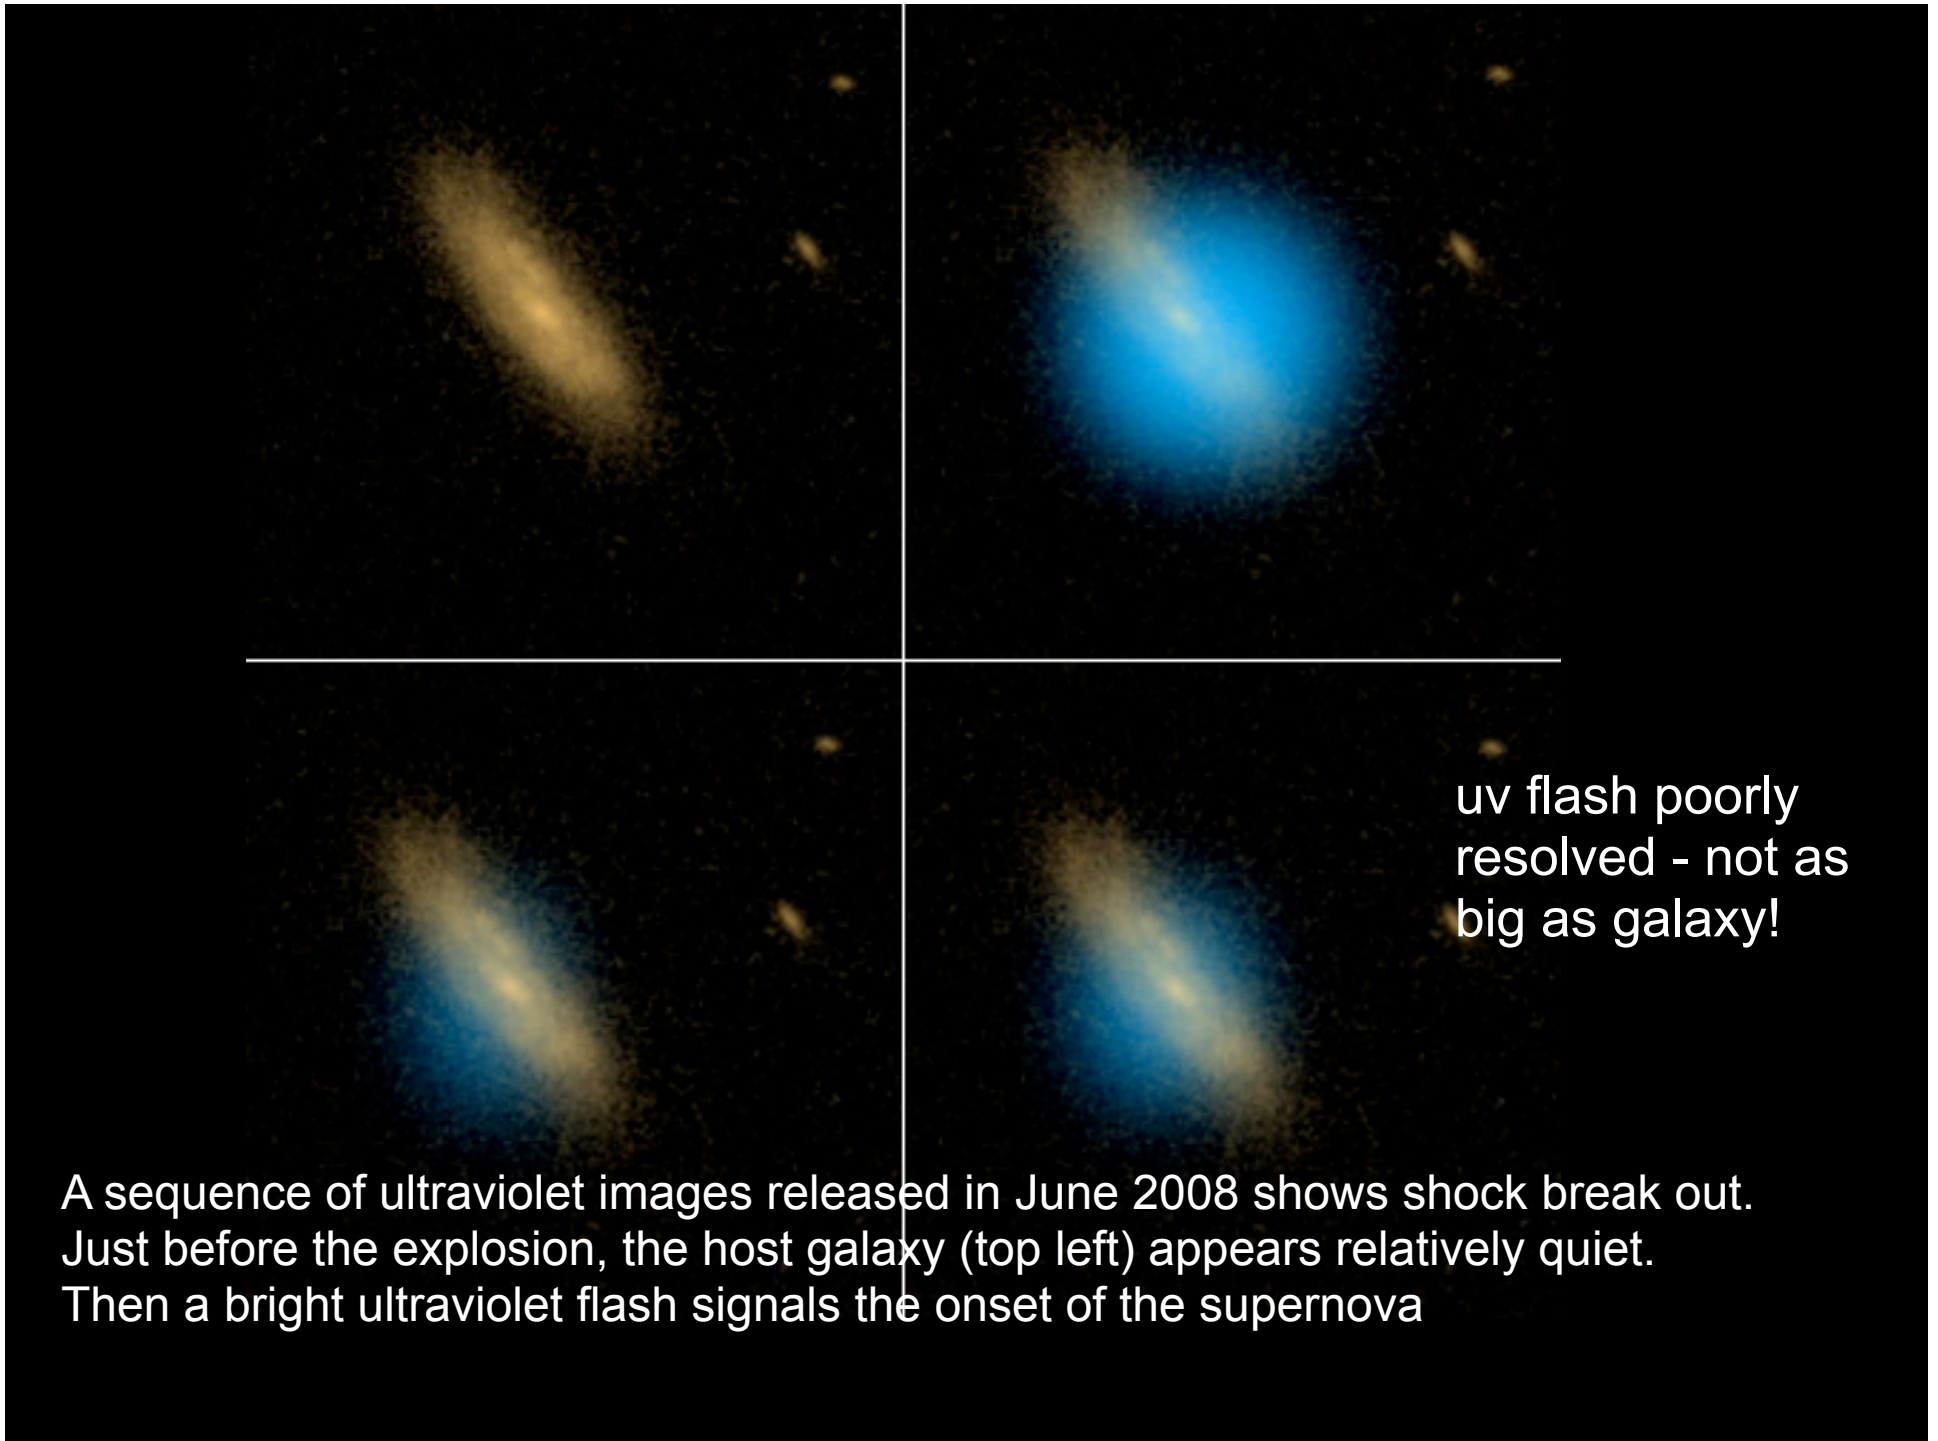 uv flash poorly
resolved - not as
big as galaxy!
A sequence of ultraviolet images released in June 2008 shows shock break out.
Just before the explosion, the host galaxy (top left) appears relatively quiet.
Then a bright ultraviolet flash signals the onset of the supernova